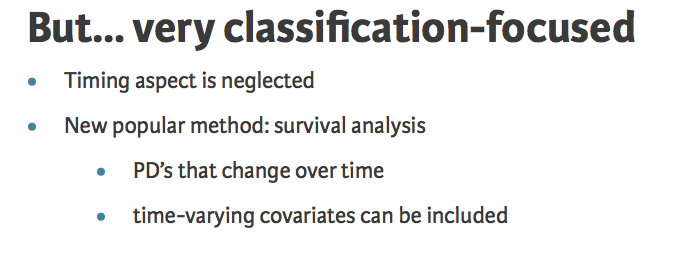 But... very classification-focused
• Timing aspect is neglected
• New popular method: survival analysis
• PD's that change over time
• time-varying covariates can be included